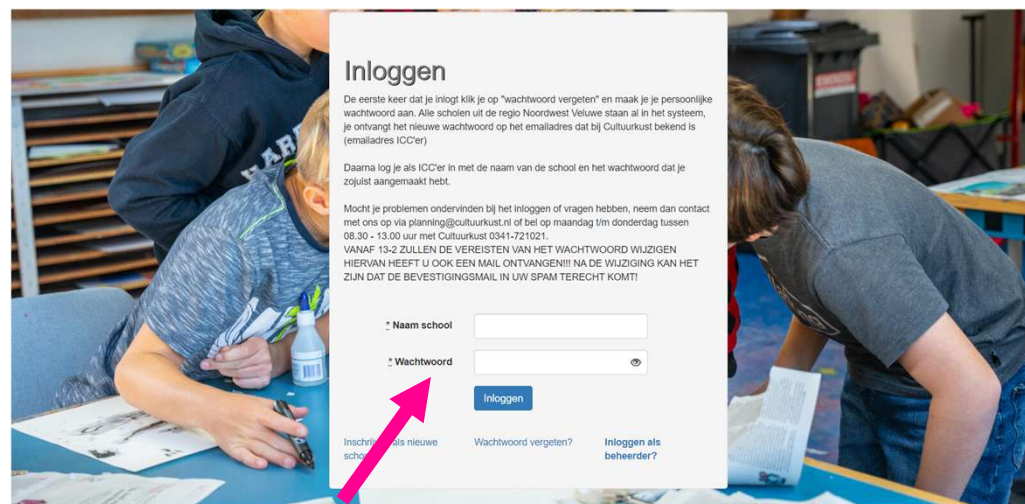 Inloggen
De eerste keer dat je inlogt klik je op "wachtwoord vergeten" en maak je je persoonlijke
wachtwoord aan. Alle scholen uit de regio Noordwest Veluwe staan al in het systeem,
je ontvangt het nieuwe wachtwoord op het emailadres dat bij Cultuurkust bekend is
(emailadres ICC'er)
Daarna log je als ICC'er in met de naam van de school en het wachtwoord dat je
zojuist aangemaakt hebt.
Mocht je problemen ondervinden bij het inloggen of vragen hebben, neem dan contact
met ons op via planning@cultuurkust.nl of bel op maandag t/m donderdag tussen
08.30 - 13.00 uur met Cultuurkust 0341-721021.
VANAF 13-2 ZULLEN DE VEREISTEN VAN HET WACHTWOORD WIJZIGEN
HIERVAN HEEFT U OOK EEN MAIL ONTVANGEN!!! NA DE WIJZIGING KAN HET
ZIJN DAT DE BEVESTIGINGSMAIL IN UW SPAM TERECHT KOMT!
* Naam school
* Wachtwoord
Inloggen
als nieuwe
Wachtwoord vergeten?
Inloggen als
beheerder?